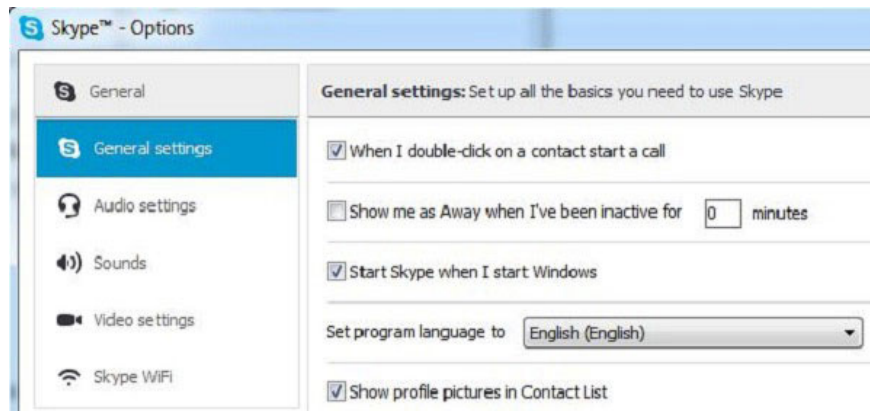 Skype™ - Options
General
General settings
Audio settings
Sounds
Video settings
Skype WiFi
General settings: Set up all the basics you need to use Skype
When I double-click on a contact start a call
Show me as Away when I've been inactive for 0 minutes
Start Skype when I start Windows
Set program language to English (English)
Show profile pictures in Contact List